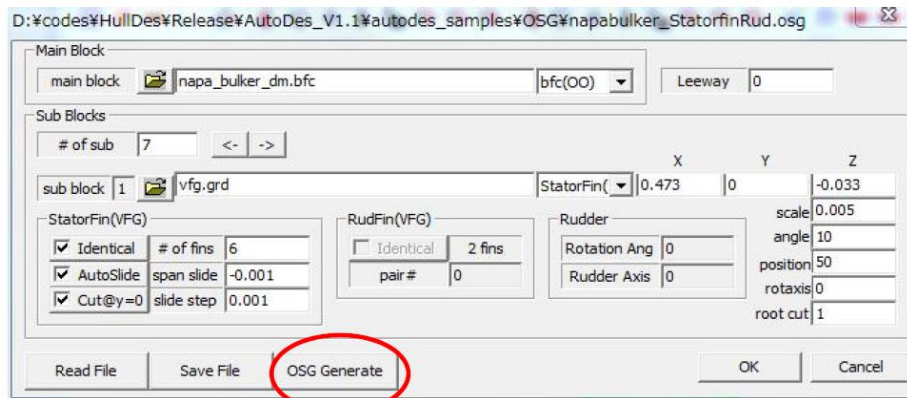 D:¥codes¥HullDes¥Release¥AutoDes_V1.1¥autodes_samples¥OSG¥napabulker_StatorfinRud.osg
Main Block
main block napa_bulker_dm.bfc bfc(OO) Leeway 0
Sub Blocks
# of sub 7 <- ->
X Y Z
sub block 1 vfg.grd StatorFin( 0.473 0 -0.033
StatorFin(VFG) RudFin(VFG) Rudder scale 0.005
Identical # of fins 6 Identical 2 fins Rotation Ang 0 angle 10
AutoSlide span slide -0.001 pair# 0 Rudder Axis 0 position 50
Cut@y=0 slide step 0.001 rotaxis 0
root cut 1
Read File Save File OSG Generate OK Cancel